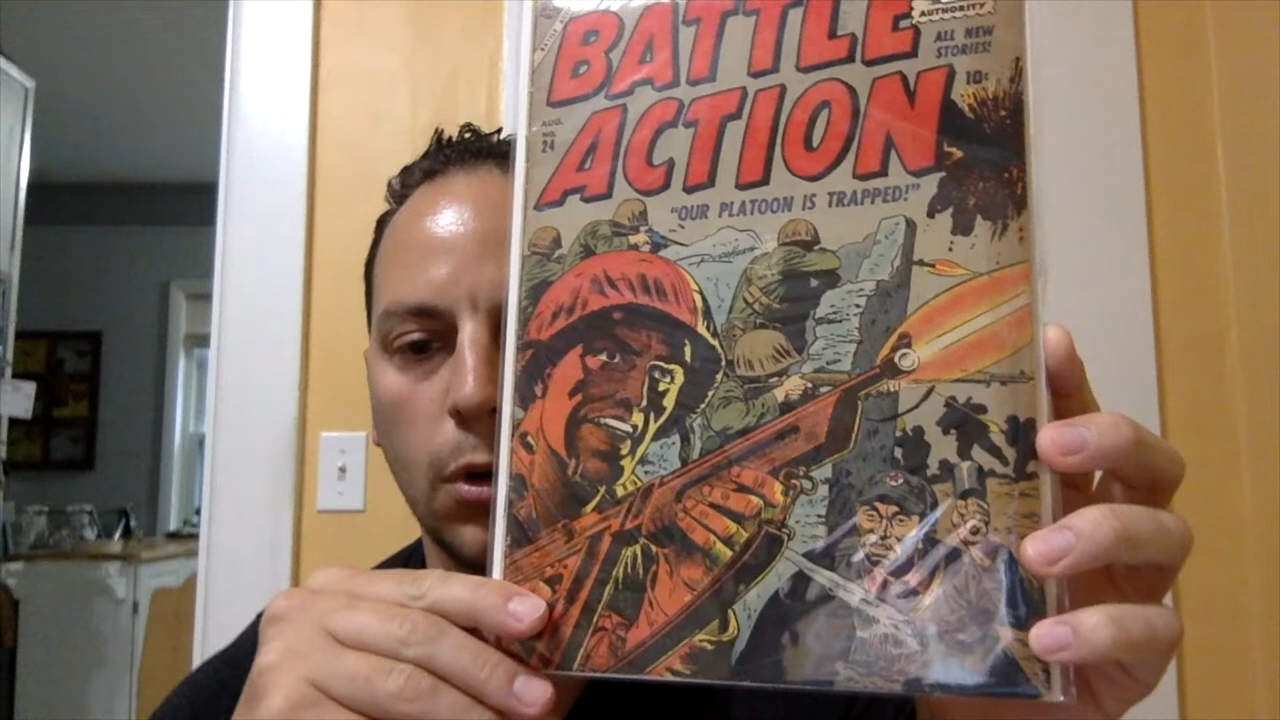 BATTLE
ACTION
AUTHORITY
ALL NEW
STORIES!
10¢
AUG.
NO.
24
"OUR PLATOON IS TRAPPED!"